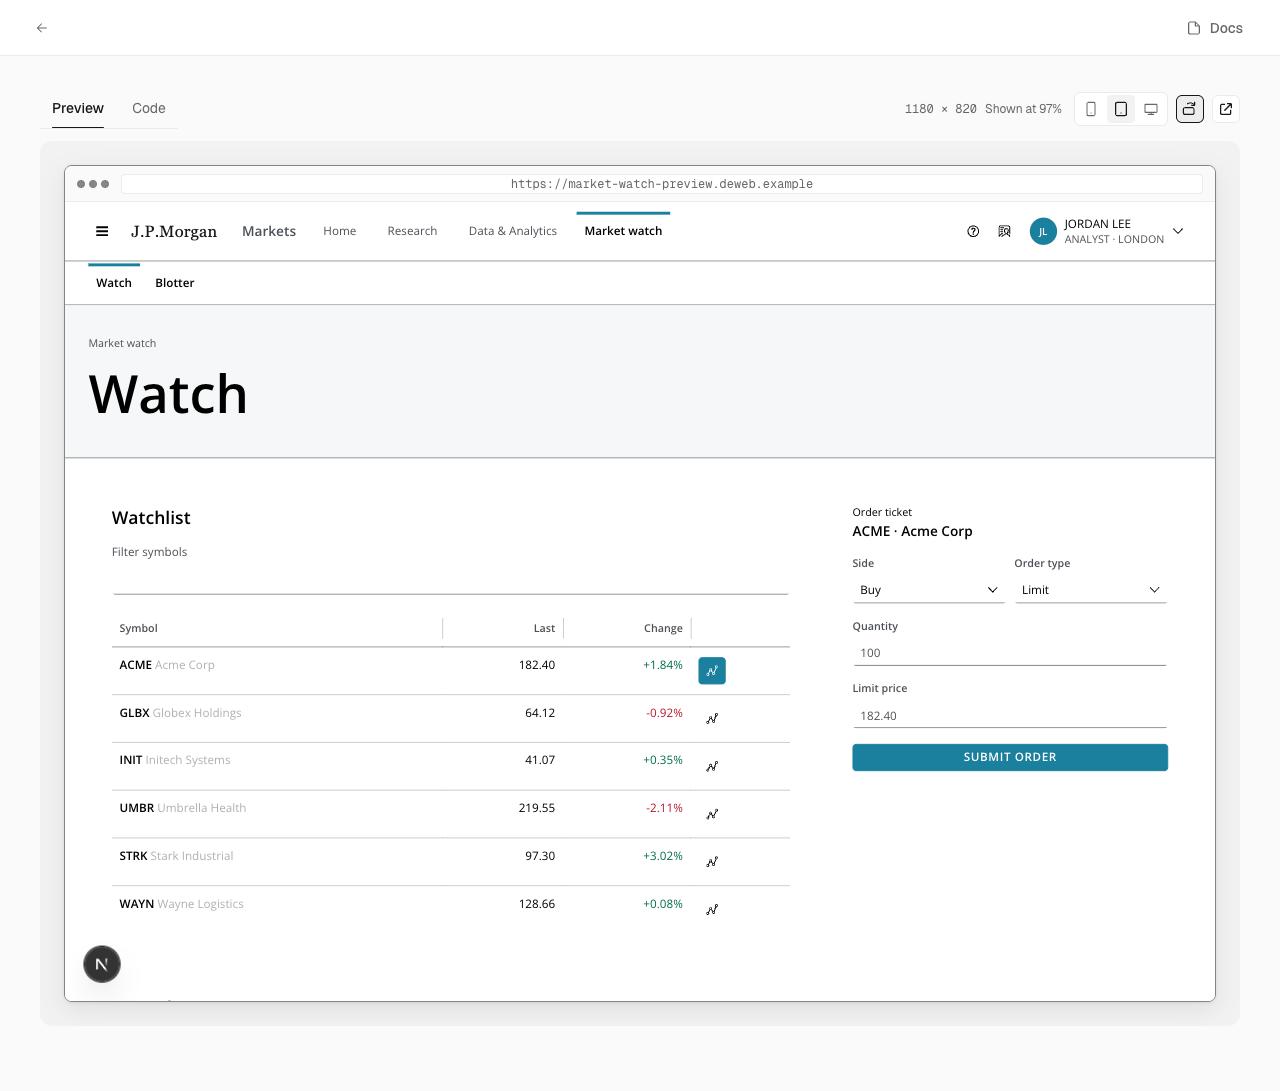 Docs
Preview Code 1180 × 820 Shown at 97%
https://market-watch-preview.deweb.example
J.P.Morgan Markets Home Research Data & Analytics Market watch JL JORDAN LEE
ANALYST · LONDON
Watch Blotter
Market watch
Watch
Watchlist
Filter symbols
Symbol Last Change
ACME Acme Corp 182.40 +1.84%
GLBX Globex Holdings 64.12 -0.92%
INIT Initech Systems 41.07 +0.35%
UMBR Umbrella Health 219.55 -2.11%
STRK Stark Industrial 97.30 +3.02%
WAYN Wayne Logistics 128.66 +0.08%
Order ticket
ACME · Acme Corp
Side Order type
Buy Limit
Quantity
100
Limit price
182.40
SUBMIT ORDER
N